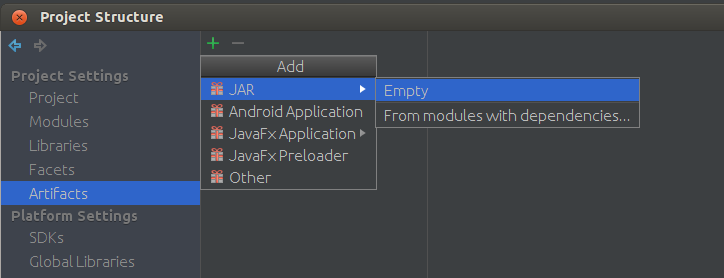 Project Structure
Project Settings
Project
Modules
Libraries
Facets
Artifacts
Platform Settings
SDKs
Global Libraries
Add
JAR
Android Application
JavaFx Application
JavaFx Preloader
Other
Empty
From modules with dependencies...